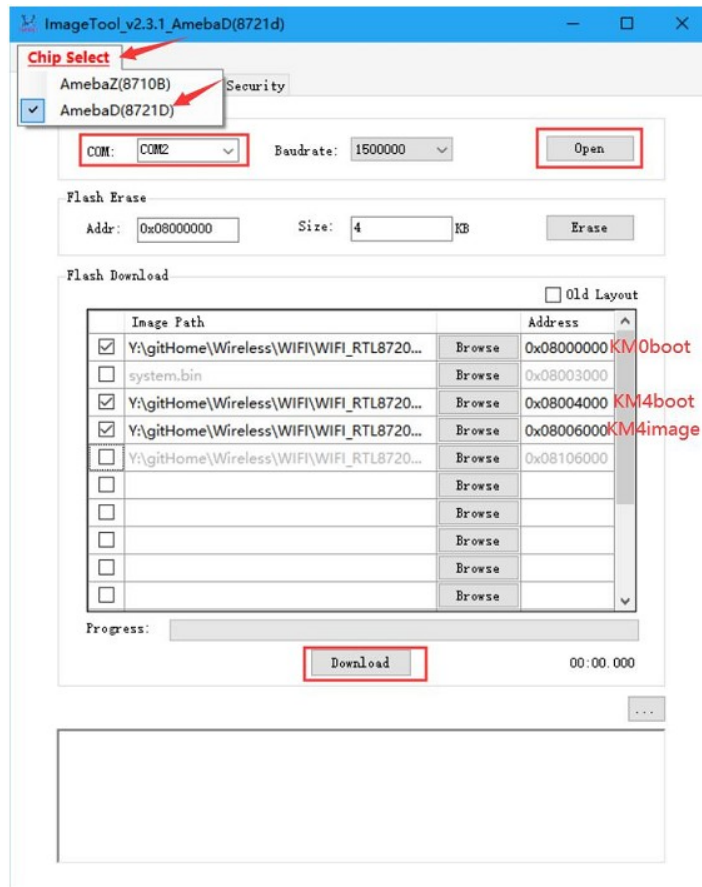 ImageTool_v2.3.1_AmebaD(8721d)
Chip Select
AmebaZ(8710B)
AmebaD(8721D)
Security
COM: COM2 Baudrate: 1500000 Open
Flash Erase
Addr: 0x08000000 Size: 4 KB Erase
Flash Download
Old Layout
Image Path Address
Y:\gitHome\Wireless\WIFI\WIFI_RTL8720... Browse 0x08000000 KM0boot
system.bin Browse 0x08003000
Y:\gitHome\Wireless\WIFI\WIFI_RTL8720... Browse 0x08004000 KM4boot
Y:\gitHome\Wireless\WIFI\WIFI_RTL8720... Browse 0x08006000 KM4image
Y:\gitHome\Wireless\WIFI\WIFI_RTL8720... Browse 0x08106000
Browse
Browse
Browse
Browse
Browse
Progress:
Download 00:00.000
...